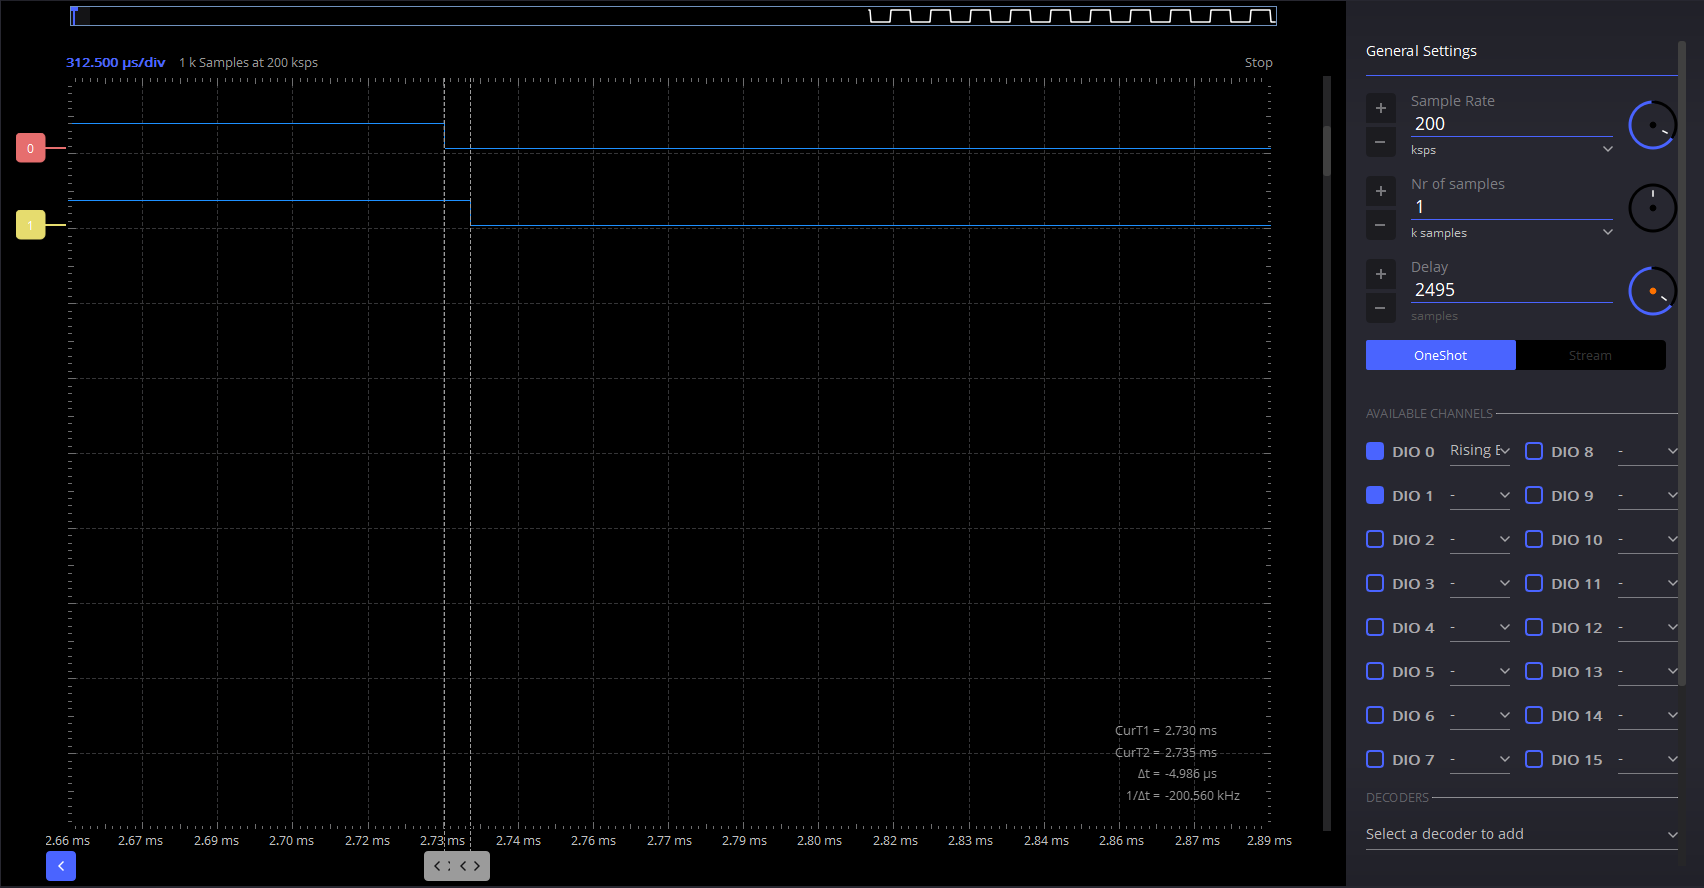 312.500 µs/div 1 k Samples at 200 ksps Stop
0
1
CurT1 = 2.730 ms
CurT2 = 2.735 ms
Δt = -4.986 µs
1/Δt = -200.560 kHz
2.66 ms 2.67 ms 2.69 ms 2.70 ms 2.72 ms 2.73 ms 2.74 ms 2.76 ms 2.77 ms 2.79 ms 2.80 ms 2.82 ms 2.83 ms 2.84 ms 2.86 ms 2.87 ms 2.89 ms
General Settings
Sample Rate
200
ksps
Nr of samples
1
k samples
Delay
2495
samples
OneShot Stream
AVAILABLE CHANNELS
DIO 0 Rising E DIO 8 -
DIO 1 - DIO 9 -
DIO 2 - DIO 10 -
DIO 3 - DIO 11 -
DIO 4 - DIO 12 -
DIO 5 - DIO 13 -
DIO 6 - DIO 14 -
DIO 7 - DIO 15 -
DECODERS
Select a decoder to add